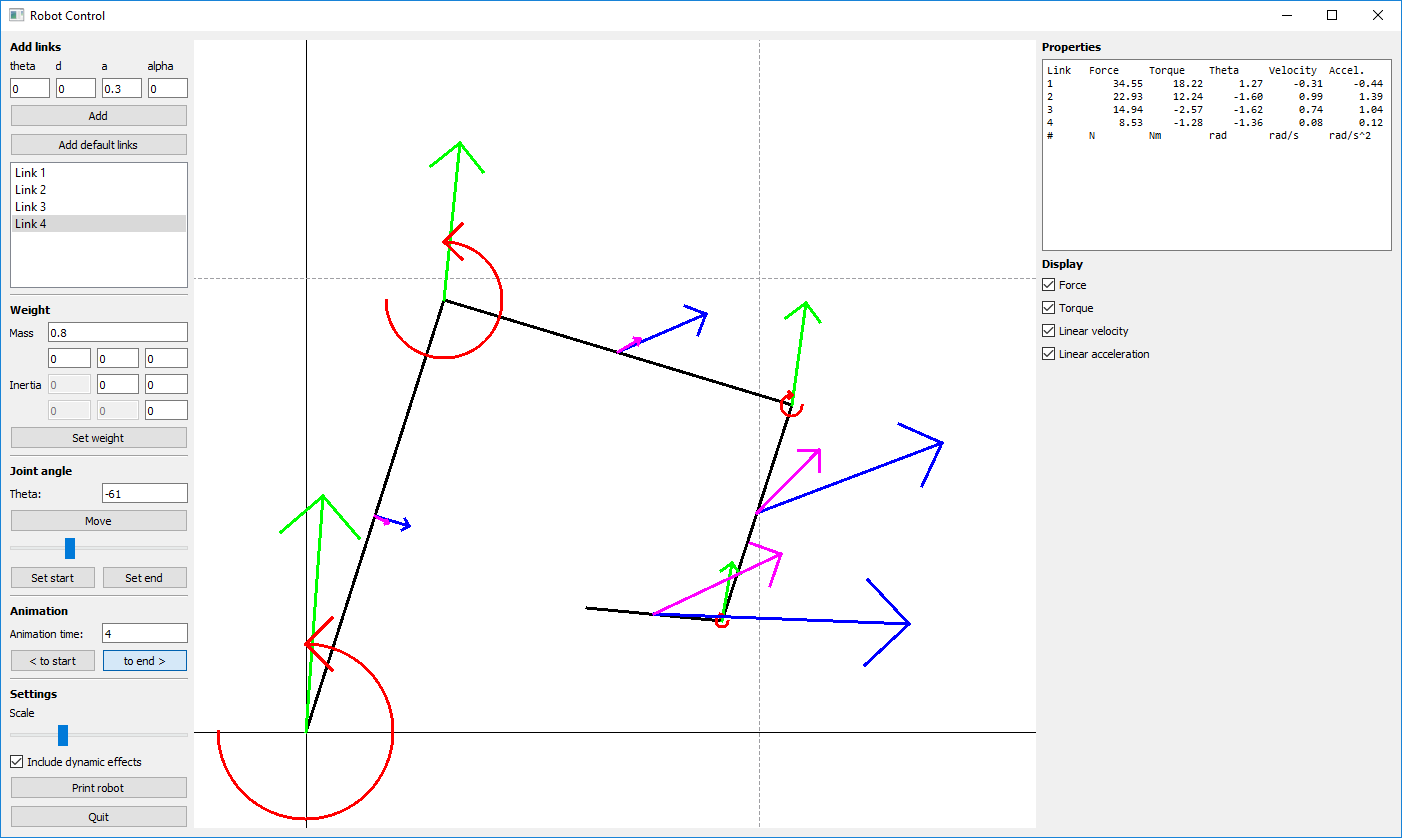 Robot Control
Add links
theta d a alpha
0 0 0.3 0
Add
Add default links
Link 1
Link 2
Link 3
Link 4
Weight
Mass 0.8
0 0 0
Inertia 0 0 0
0 0 0
Set weight
Joint angle
Theta: -61
Move
Set start Set end
Animation
Animation time: 4
< to start to end >
Settings
Scale
Include dynamic effects
Print robot
Quit
Properties
Link Force Torque Theta Velocity Accel.
1 34.55 18.22 1.27 -0.31 -0.44
2 22.93 12.24 -1.60 0.99 1.39
3 14.94 -2.57 -1.62 0.74 1.04
4 8.53 -1.28 -1.36 0.08 0.12
# N Nm rad rad/s rad/s^2
Display
Force
Torque
Linear velocity
Linear acceleration